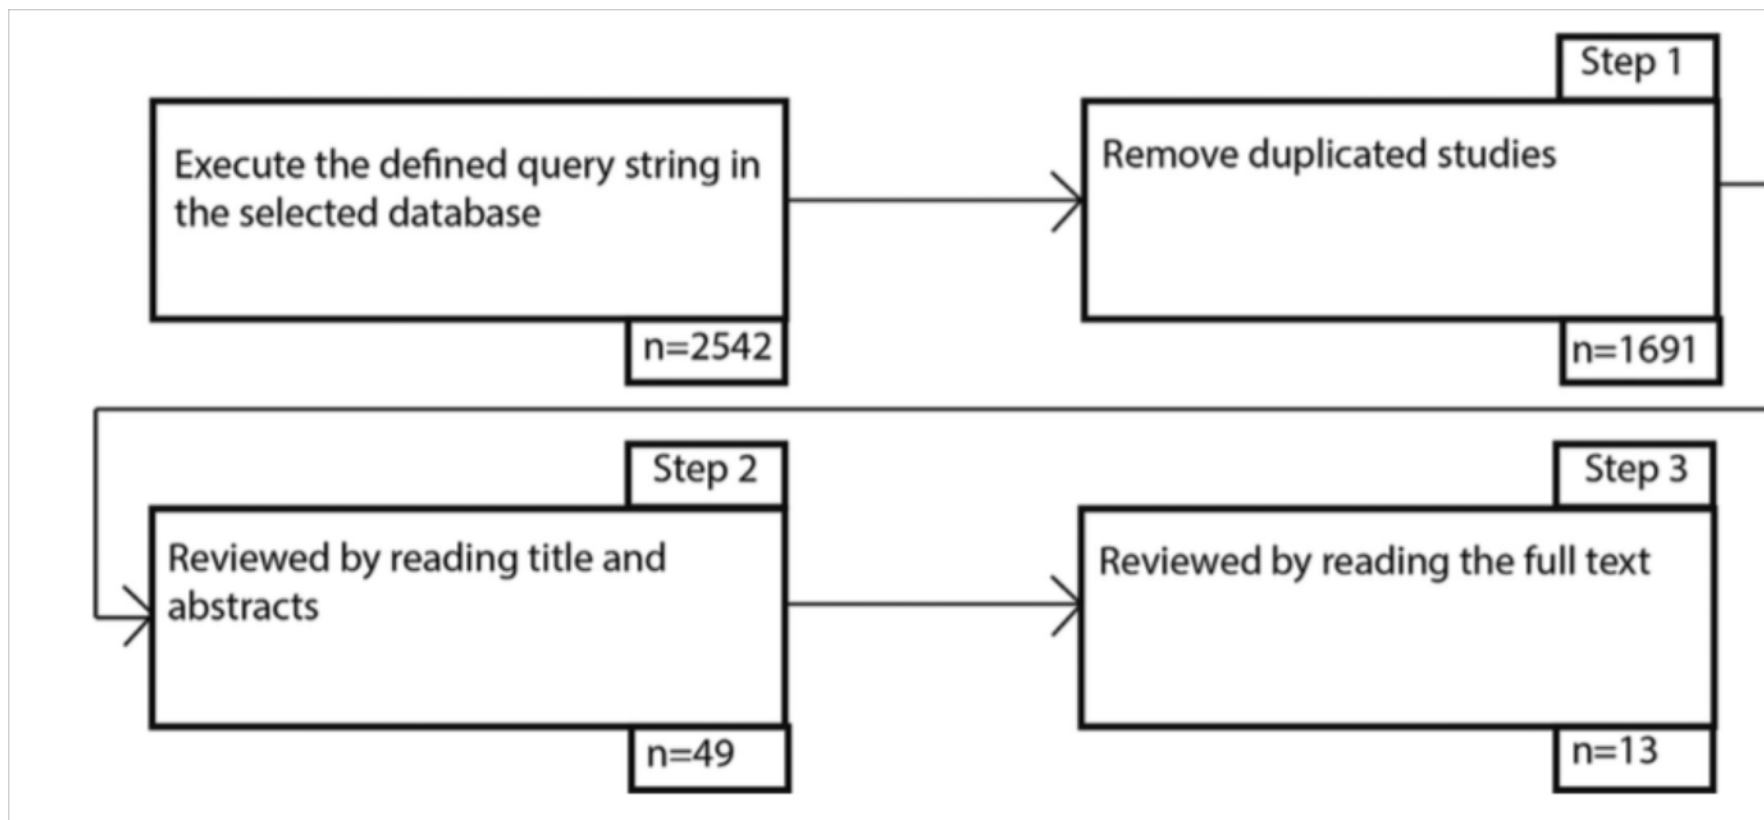 Execute the defined query string in
the selected database
n=2542
Step 1
Remove duplicated studies
n=1691
Step 2
Reviewed by reading title and
abstracts
n=49
Step 3
Reviewed by reading the full text
n=13